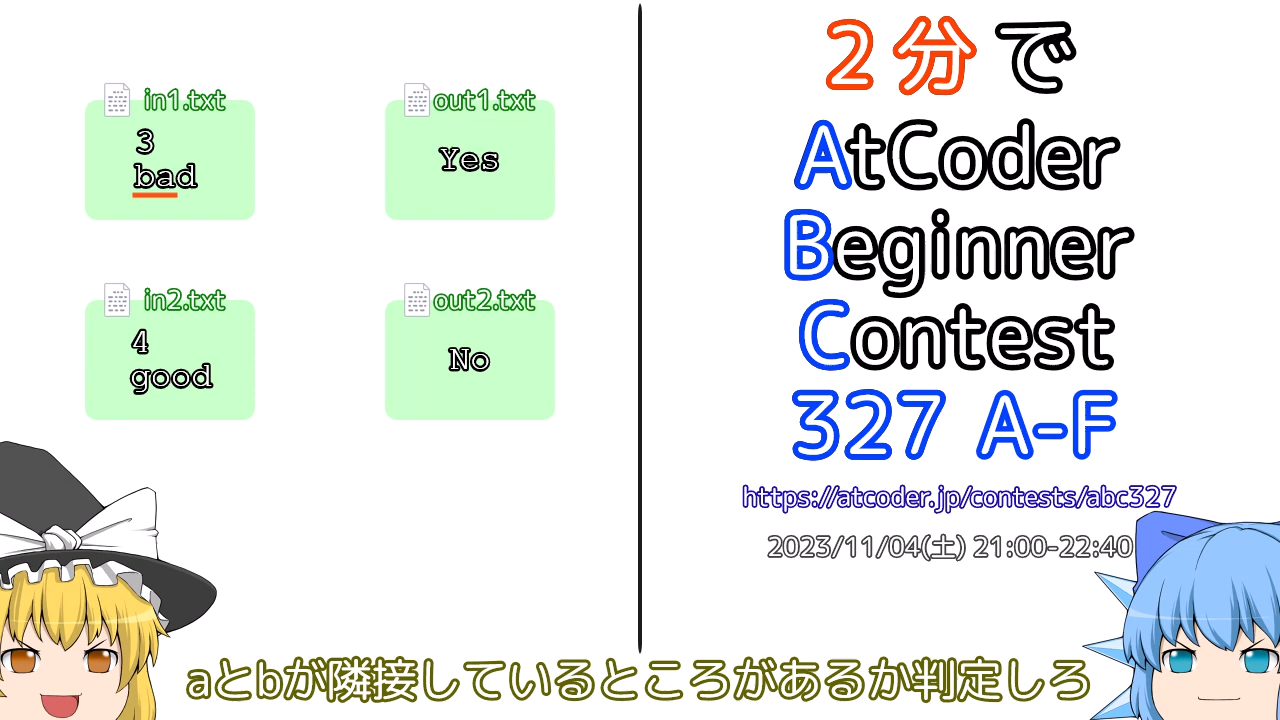 in1.txt
3
bad
out1.txt
Yes
in2.txt
4
good
out2.txt
No
2分で
AtCoder
Beginner
Contest
327 A-F
https://atcoder.jp/contests/abc327
2023/11/04(土) 21:00-22:40
aとbが隣接しているところがあるか判定しろ